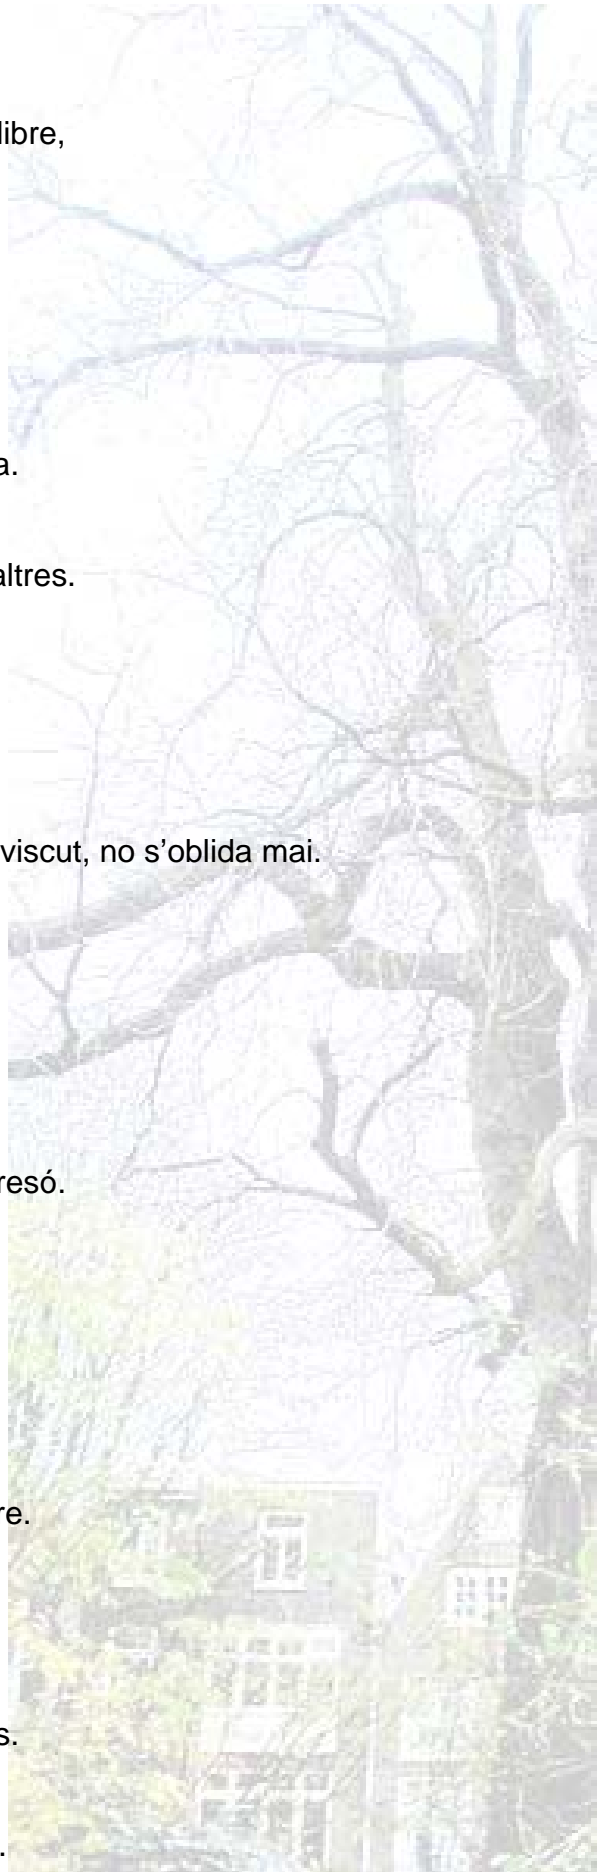 libre,
a.
altres.
viscut, no s'oblida mai.
resó.
re.
s.
.